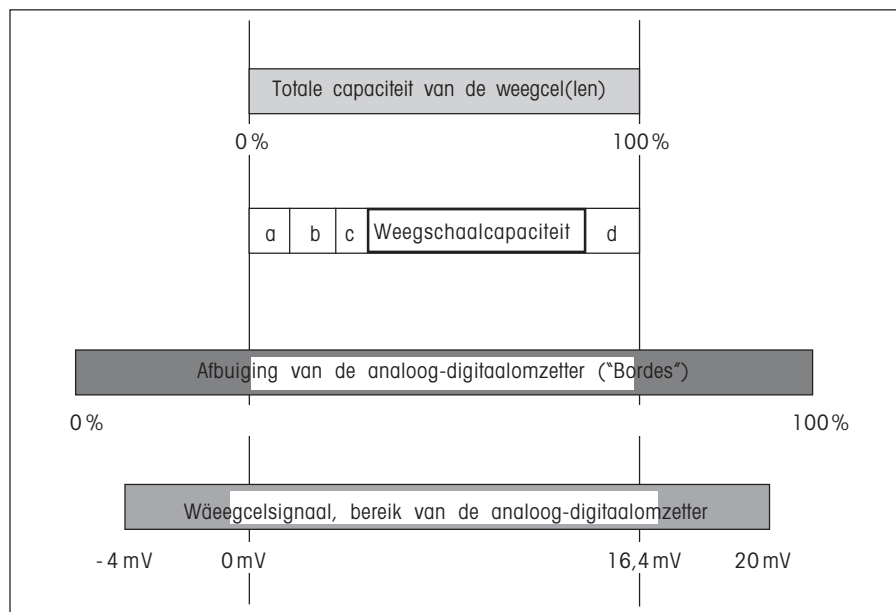 Totale capaciteit van de weegcel(len)
0% 100%
a b c Weegschaalcapaciteit d
Afbuiging van de analoog-digitaalomzetter ("Bordes")
0% 100%
Wäeegcelsignaal, bereik van de analoog-digitaalomzetter
- 4 mV 0 mV 16,4 mV 20 mV